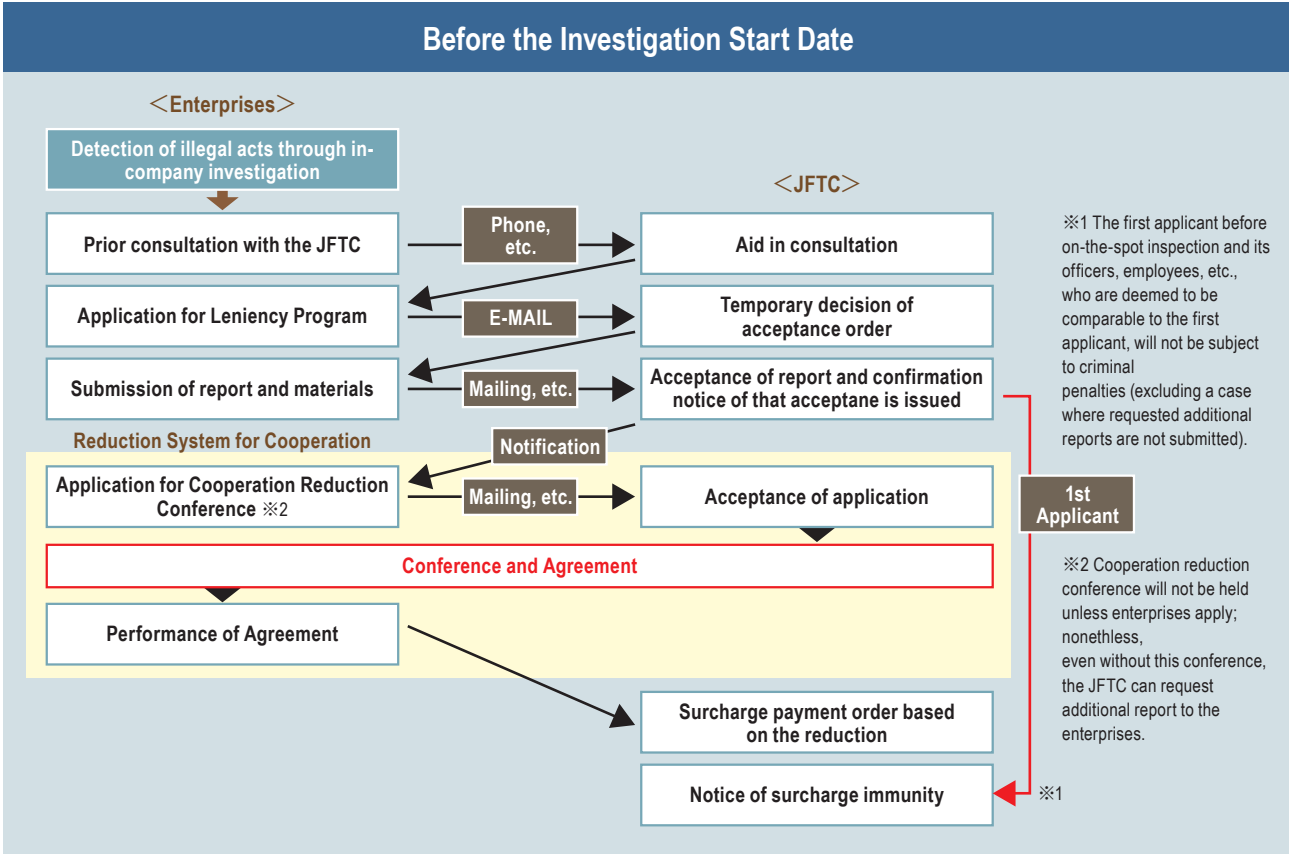 Before the Investigation Start Date
＜Enterprises＞
Detection of illegal acts through in-
company investigation
＜JFTC＞
Prior consultation with the JFTC
Phone,
etc.
Aid in consultation
Application for Leniency Program
E-MAIL
Temporary decision of
acceptance order
Submission of report and materials
Mailing, etc.
Acceptance of report and confirmation
notice of that acceptane is issued
Reduction System for Cooperation
Notification
Application for Cooperation Reduction
Conference ※2
Mailing, etc.
Acceptance of application
Conference and Agreement
Performance of Agreement
Surcharge payment order based
on the reduction
Notice of surcharge immunity
※1
1st
Applicant
※1 The first applicant before
on-the-spot inspection and its
officers, employees, etc.,
who are deemed to be
comparable to the first
applicant, will not be subject
to criminal
penalties (excluding a case
where requested additional
reports are not submitted).
※2 Cooperation reduction
conference will not be held
unless enterprises apply;
nonethless,
even without this conference,
the JFTC can request
additional report to the
enterprises.